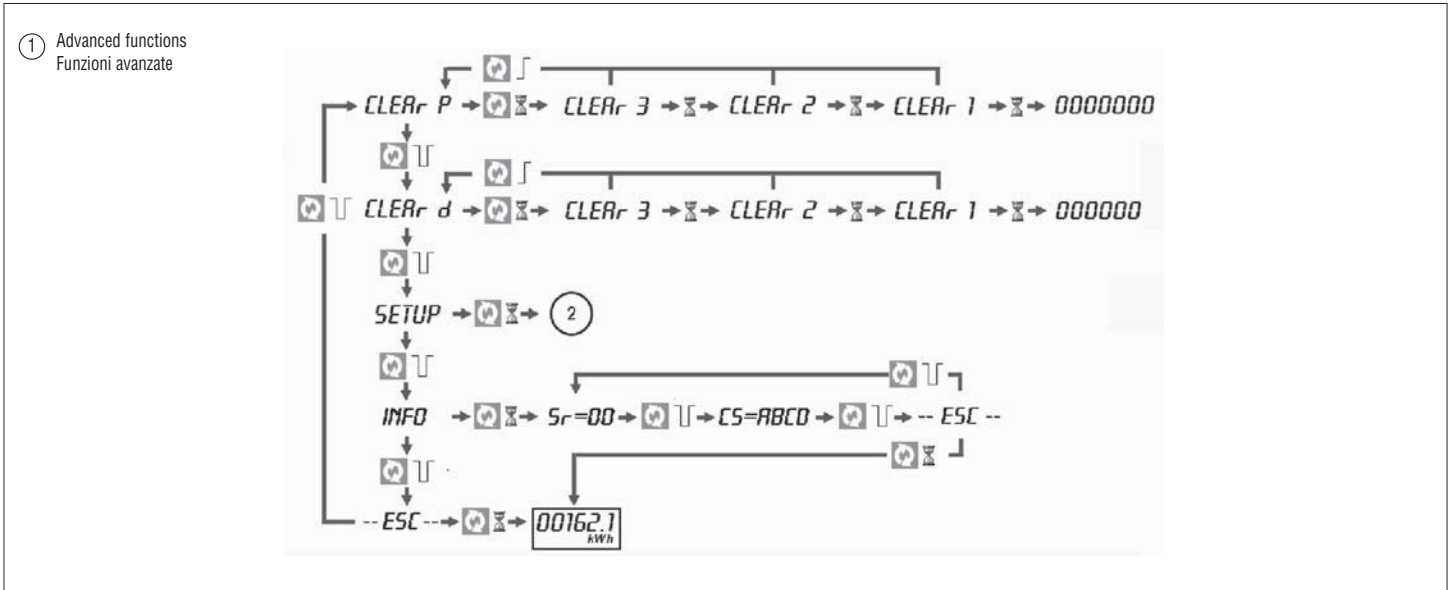 1 Advanced functions
Funzioni avanzate
CLEAr P CLEAr 3 CLEAr 2 CLEAr 1 0000000
CLEAr d CLEAr 3 CLEAr 2 CLEAr 1 000000
SETUP 2
INFO Sr=00 CS=ABCD -- ESC --
-- ESC -- 00162.1
kWh